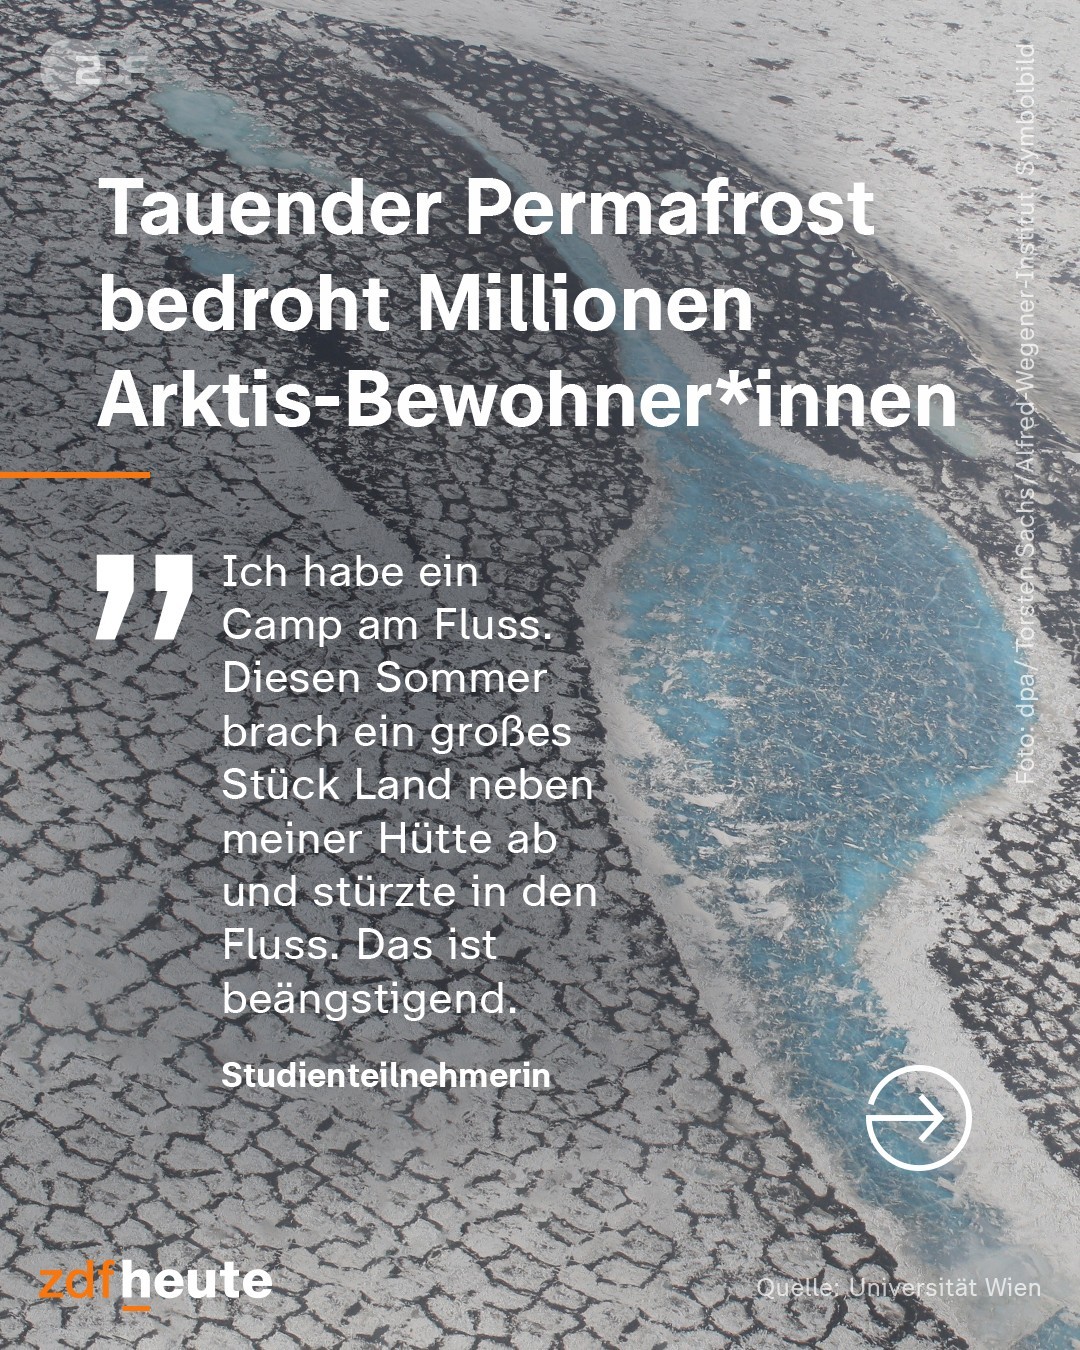 ZDF
Tauender Permafrost
bedroht Millionen
Arktis-Bewohner*innen
Foto: dpa / Torsten Sachs/Alfred-Wegener-Institut, Symbolbild
”
Ich habe ein
Camp am Fluss.
Diesen Sommer
brach ein großes
Stück Land neben
meiner Hütte ab
und stürzte in den
Fluss. Das ist
beängstigend.
Studienteilnehmerin
zdfheute
Quelle: Universität Wien